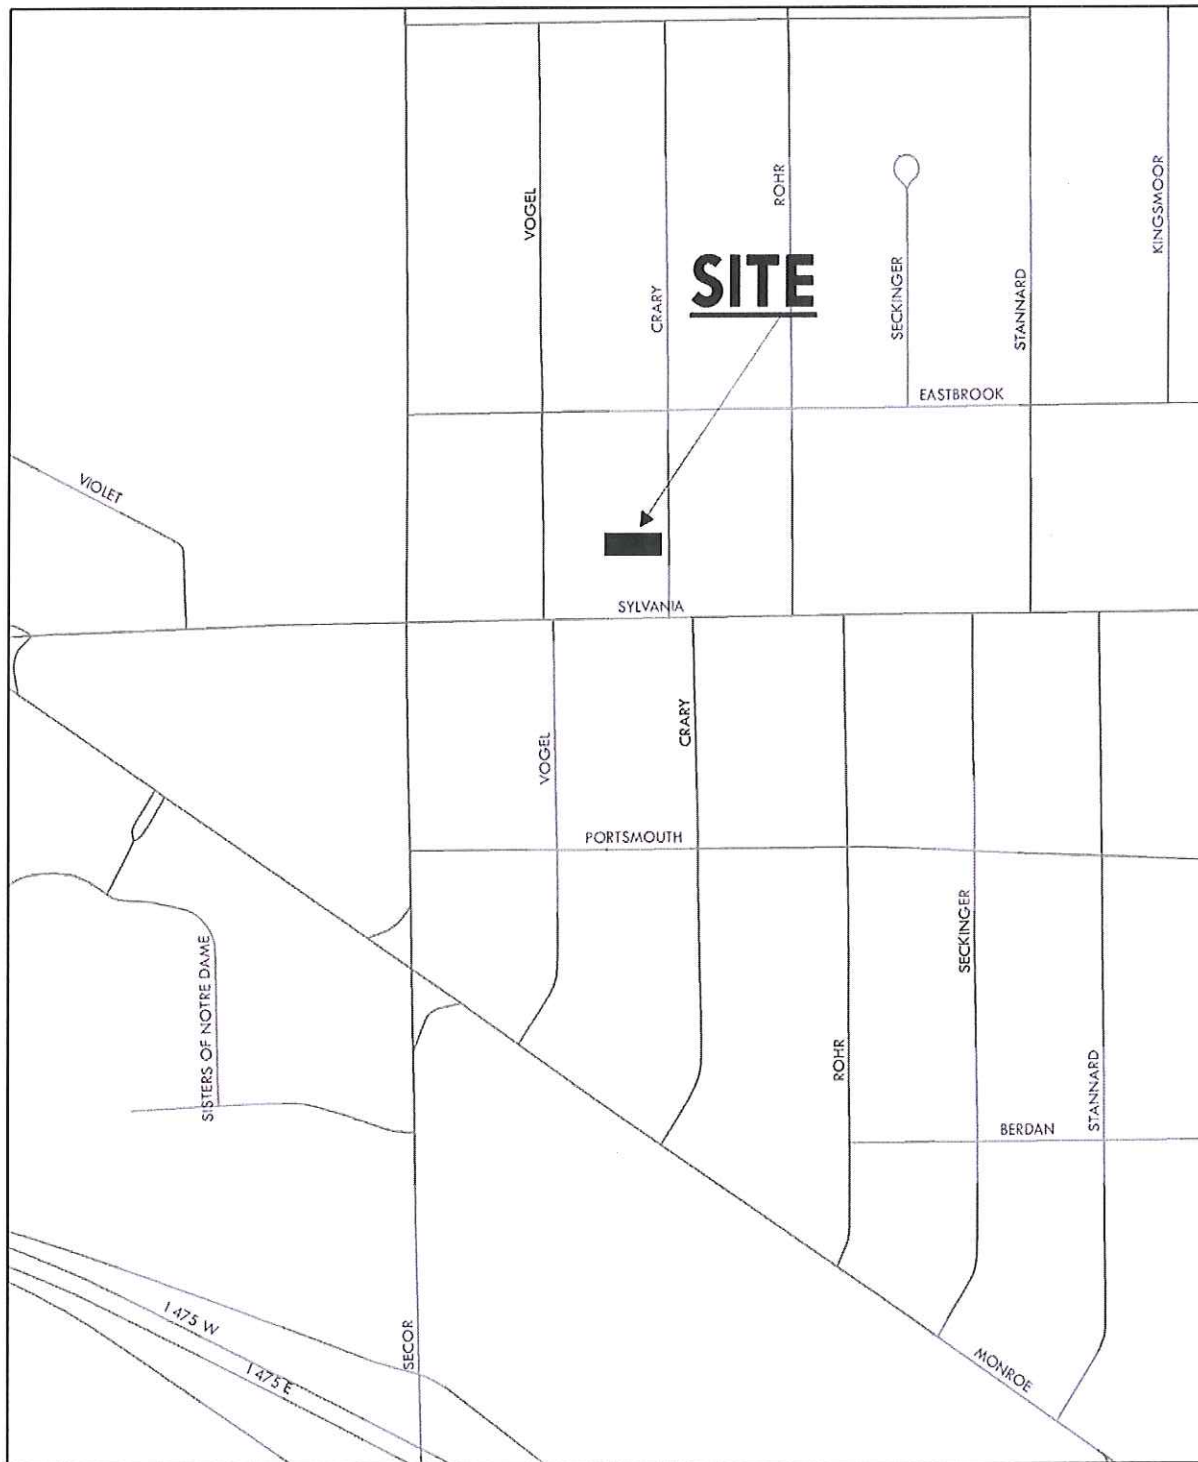 VOGEL
CRARY
ROHR
SITE
SECKINGER
STANNARD
KINGSMOOR
EASTBROOK
VIOLET
SYLVANIA
VOGEL
CRARY
PORTSMOUTH
SECKINGER
SISTERS OF NOTRE DAME
ROHR
STANNARD
BERDAN
I 475 W
I 475 E
SECOR
MONROE